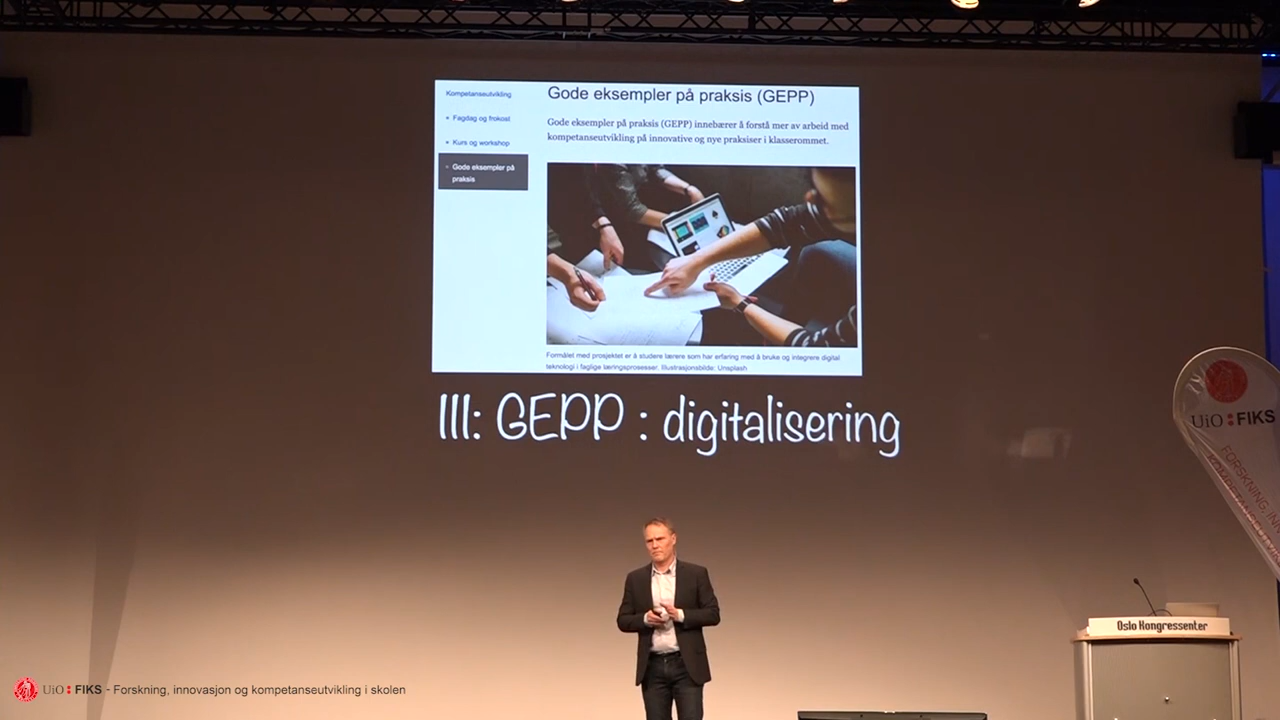 Kompetanseutvikling
Fagdag og frokost
Kurs og workshop
Gode eksempler på
praksis
Gode eksempler på praksis (GEPP)
Gode eksempler på praksis (GEPP) innebærer å forstå mer av arbeid med
kompetanseutvikling på innovative og nye praksiser i klasserommet.
Formålet med prosjektet er å studere lærere som har erfaring med å bruke og integrere digital
teknologi i faglige læringsprosesser. Illustrasjonsbilde: Unsplash
III: GEPP : digitalisering
UiO:FIKS
FORSKNING, IN
KOMPETANSEUTVIK
Oslo Kongressenter
UiO:FIKS - Forskning, innovasjon og kompetanseutvikling i skolen